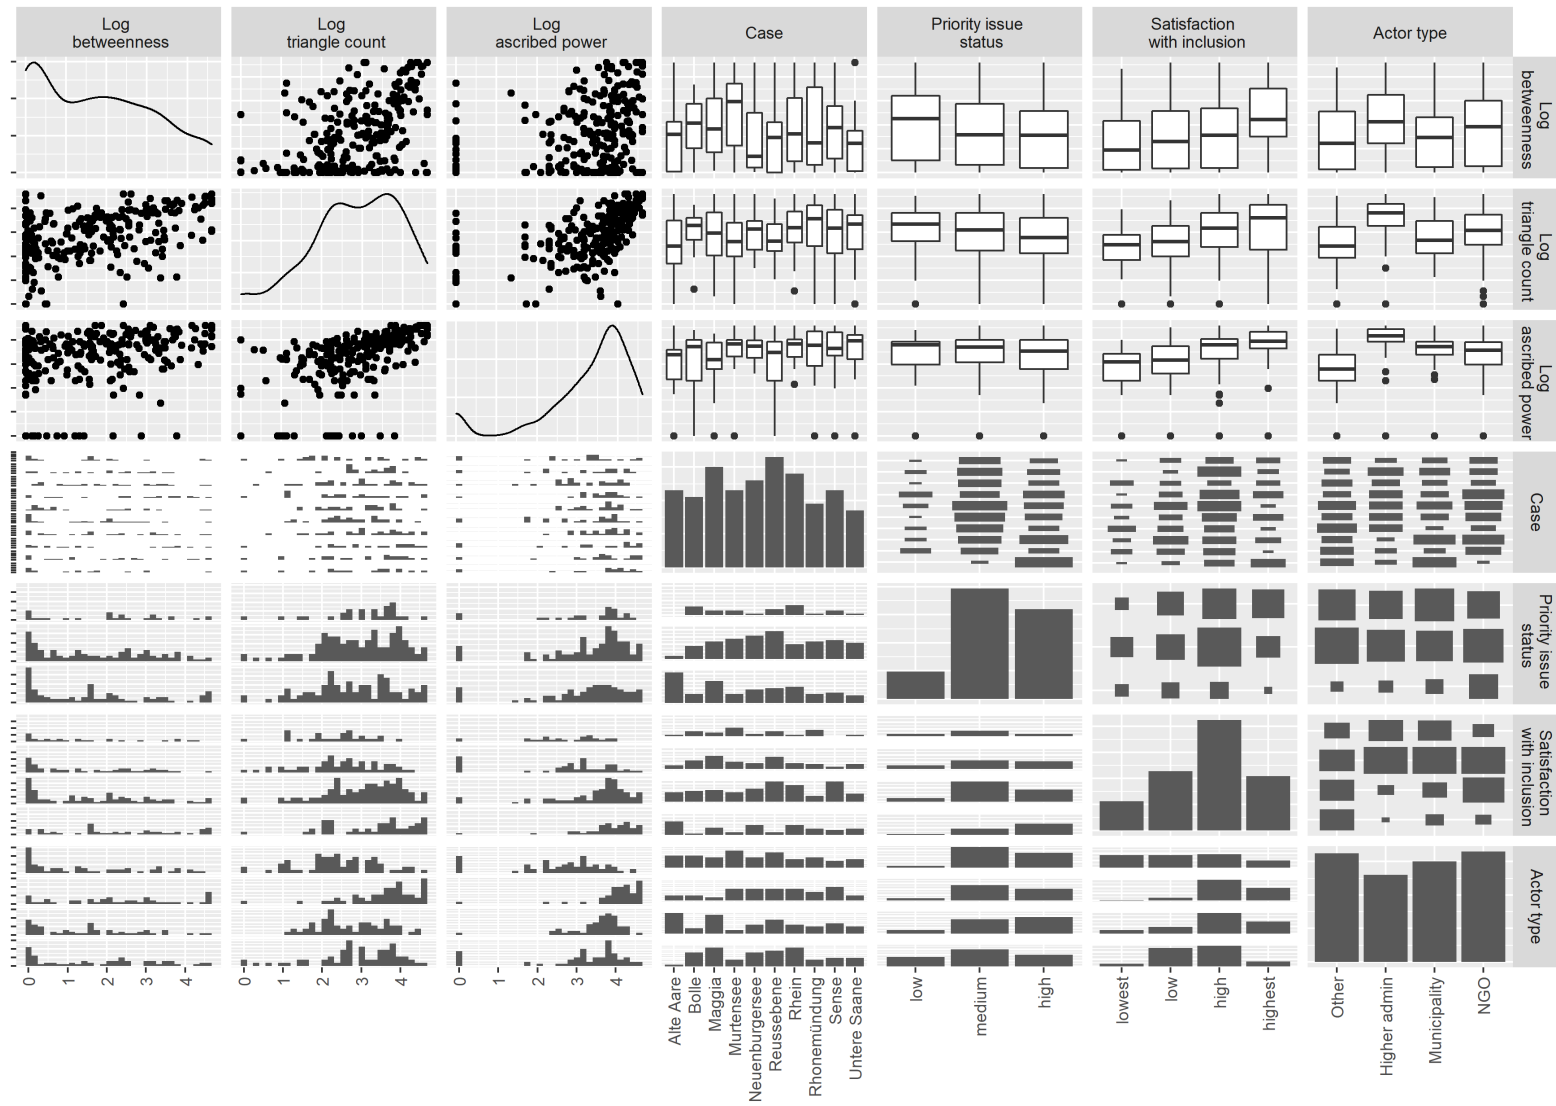 Log
betweenness
Log
triangle count
Log
ascribed power
Case
Priority issue
status
Satisfaction
with inclusion
Actor type
Log
betweenness
Log
triangle count
Log
ascribed power
Case
Priority issue
status
Satisfaction
with inclusion
Actor type
0 1 2 3 4
0 1 2 3 4
0 1 2 3 4
Alte Aare
Bolle
Maggia
Murtensee
Neuenburgersee
Reussebene
Rhein
Rhonemündung
Sense
Untere Saane
low
medium
high
lowest
low
high
highest
Other
Higher admin
Municipality
NGO